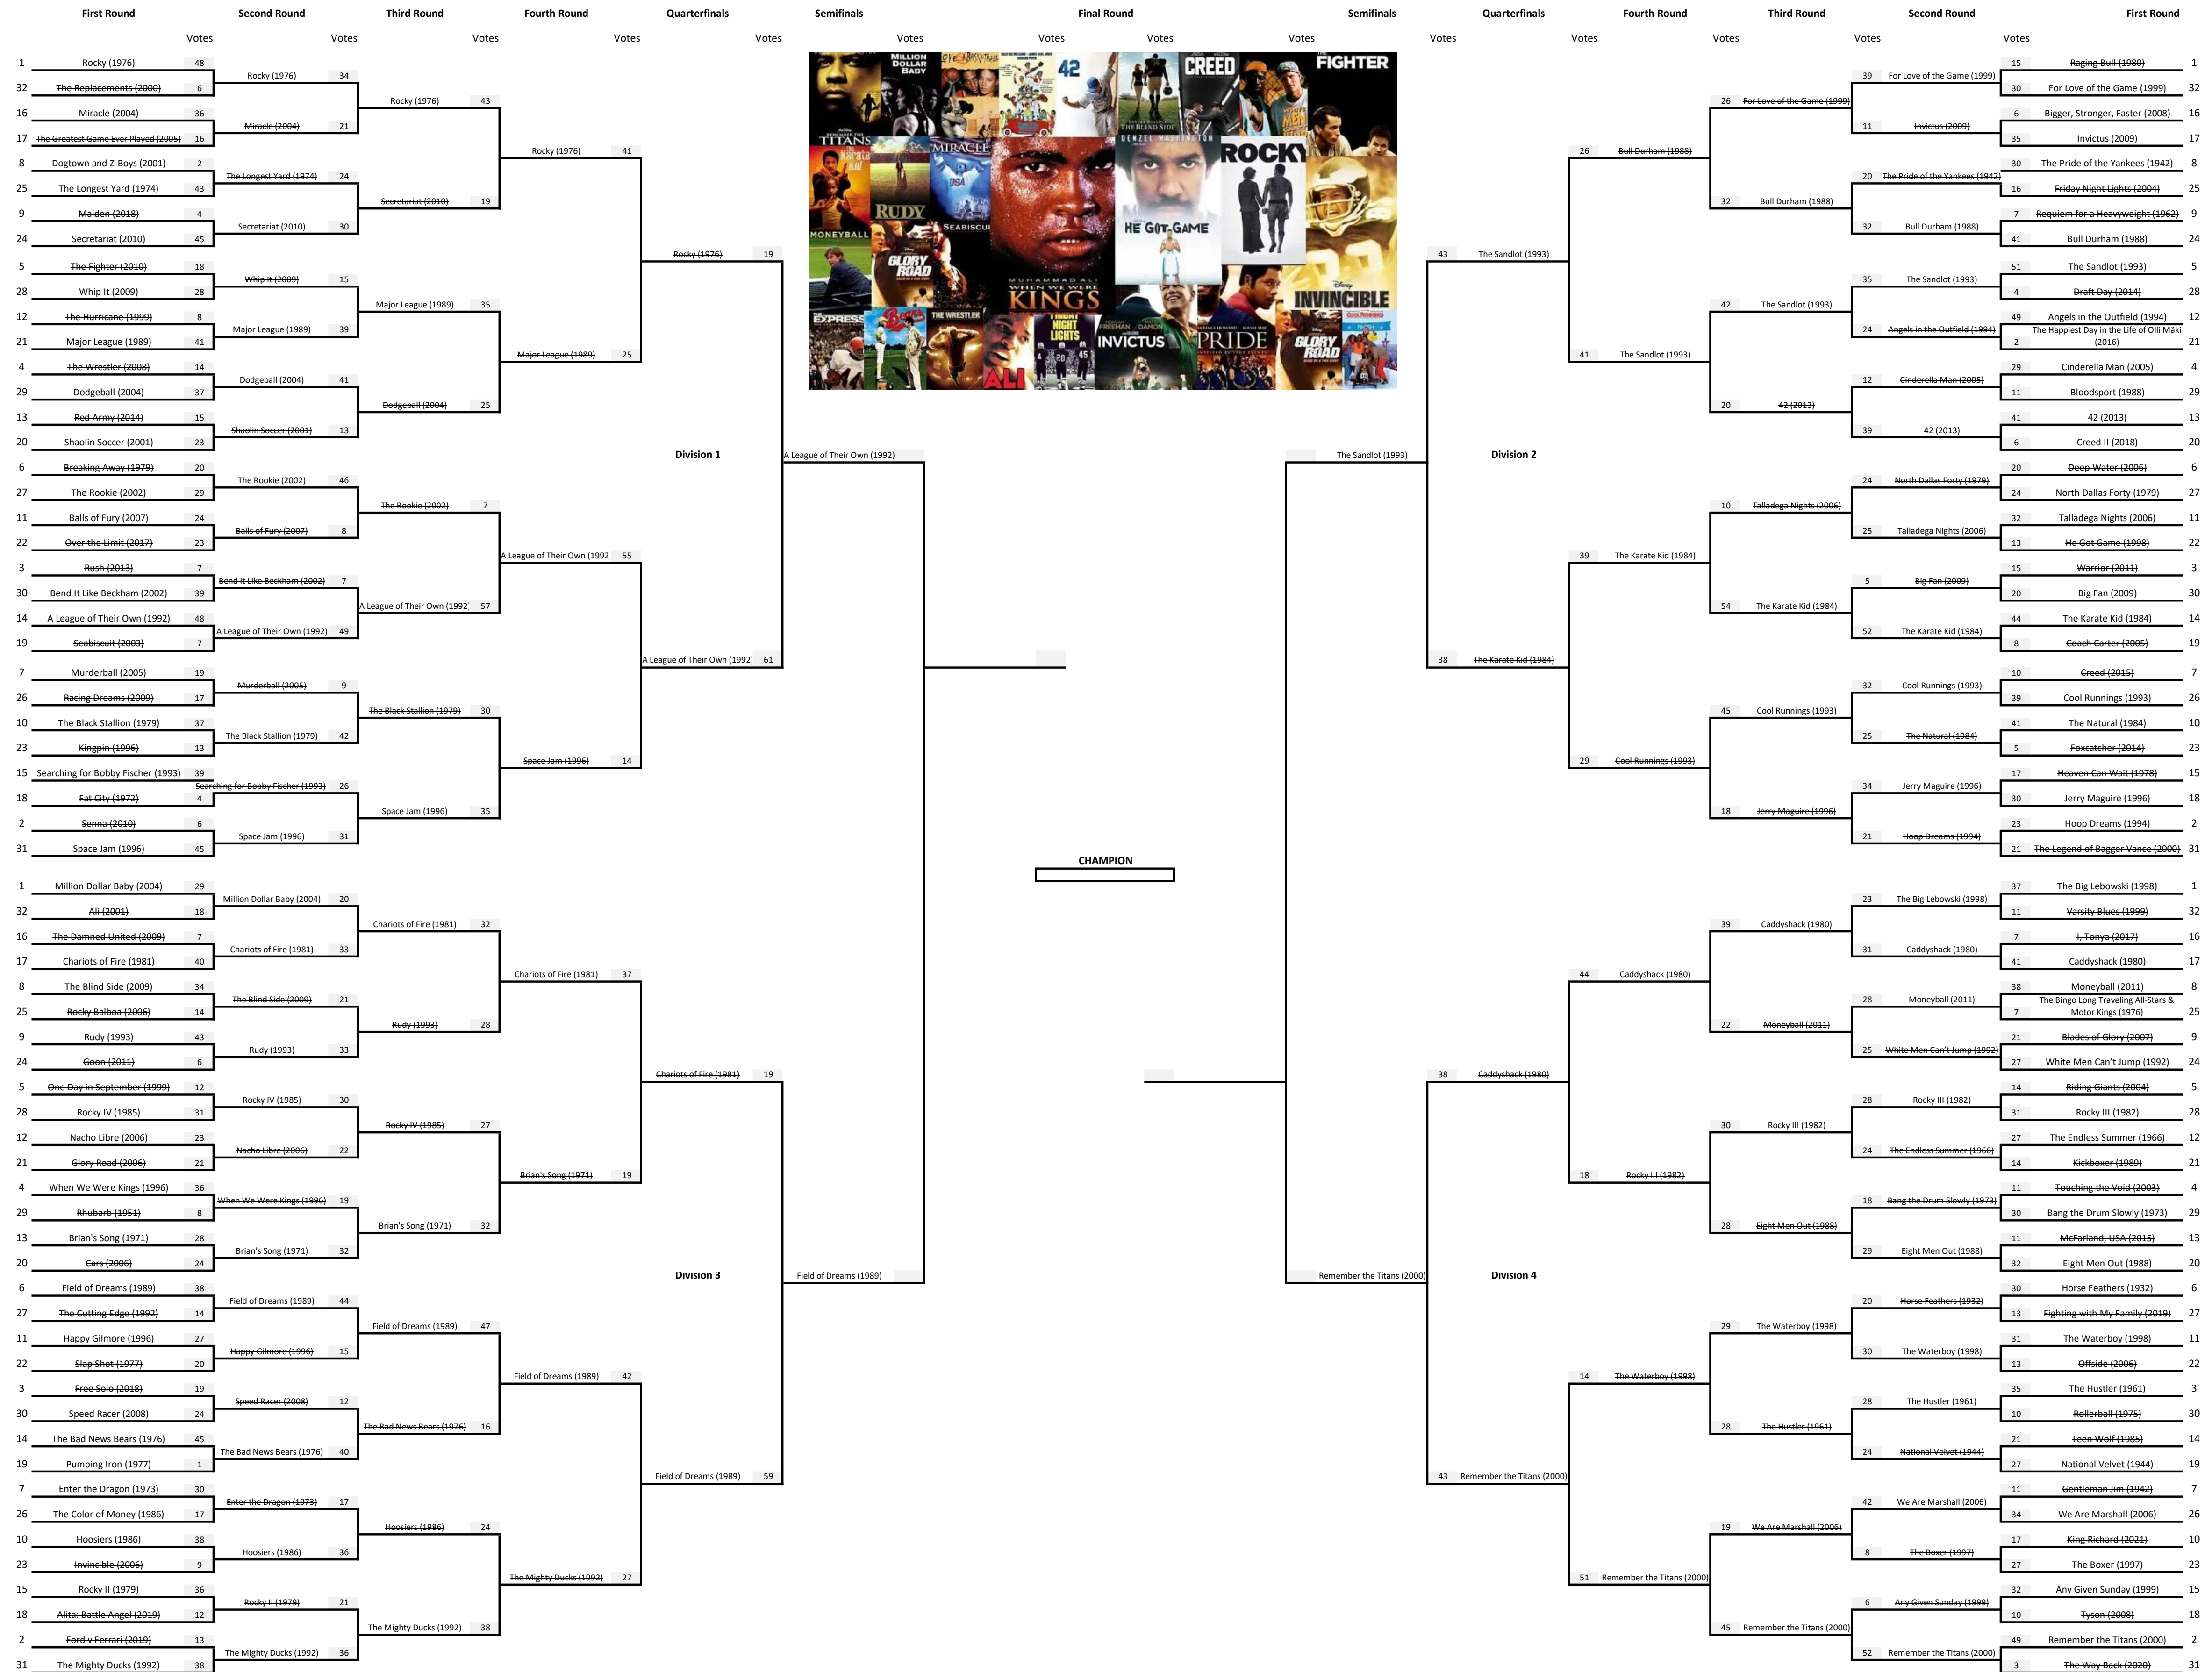 First Round Second Round Third Round Fourth Round Quarterfinals Semifinals Final Round Semifinals Quarterfinals Fourth Round Third Round Second Round First Round
Votes Votes Votes Votes Votes Votes Votes Votes Votes Votes Votes Votes Votes Votes
1 Rocky (1976) 48
32 The Replacements (2000) 6
16 Miracle (2004) 36
17 The Greatest Game Ever Played (2005) 16
8 Dogtown and Z-Boys (2001) 2
25 The Longest Yard (1974) 43
9 Maiden (2018) 4
24 Secretariat (2010) 45
5 The Fighter (2010) 18
28 Whip It (2009) 28
12 The Hurricane (1999) 8
21 Major League (1989) 41
4 The Wrestler (2008) 14
29 Dodgeball (2004) 37
13 Red Army (2014) 15
20 Shaolin Soccer (2001) 23
6 Breaking Away (1979) 20
27 The Rookie (2002) 29
11 Balls of Fury (2007) 24
22 Over the Limit (2017) 23
3 Rush (2013) 7
30 Bend It Like Beckham (2002) 39
14 A League of Their Own (1992) 48
19 Seabiscuit (2003) 7
7 Murderball (2005) 19
26 Racing Dreams (2009) 17
10 The Black Stallion (1979) 37
23 Kingpin (1996) 13
15 Searching for Bobby Fischer (1993) 39
18 Fat City (1972) 4
2 Senna (2010) 6
31 Space Jam (1996) 45
1 Million Dollar Baby (2004) 29
32 Ali (2001) 18
16 The Damned United (2009) 7
17 Chariots of Fire (1981) 40
8 The Blind Side (2009) 34
25 Rocky Balboa (2006) 14
9 Rudy (1993) 43
24 Goon (2011) 6
5 One Day in September (1999) 12
28 Rocky IV (1985) 31
12 Nacho Libre (2006) 23
21 Glory Road (2006) 21
4 When We Were Kings (1996) 36
29 Rhubarb (1951) 8
13 Brian's Song (1971) 28
20 Cars (2006) 24
6 Field of Dreams (1989) 38
27 The Cutting Edge (1992) 14
11 Happy Gilmore (1996) 27
22 Slap Shot (1977) 20
3 Free Solo (2018) 19
30 Speed Racer (2008) 24
14 The Bad News Bears (1976) 45
19 Pumping Iron (1977) 1
7 Enter the Dragon (1973) 30
26 The Color of Money (1986) 17
10 Hoosiers (1986) 38
23 Invincible (2006) 9
15 Rocky II (1979) 36
18 Alita: Battle Angel (2019) 12
2 Ford v Ferrari (2019) 13
31 The Mighty Ducks (1992) 38
Rocky (1976) 34
Miracle (2004) 21
The Longest Yard (1974) 24
Secretariat (2010) 30
Whip It (2009) 15
Major League (1989) 39
Dodgeball (2004) 41
Shaolin Soccer (2001) 13
The Rookie (2002) 46
Balls of Fury (2007) 8
Bend It Like Beckham (2002) 7
A League of Their Own (1992) 49
Murderball (2005) 9
The Black Stallion (1979) 42
Searching for Bobby Fischer (1993) 26
Space Jam (1996) 31
Million Dollar Baby (2004) 20
Chariots of Fire (1981) 33
The Blind Side (2009) 21
Rudy (1993) 33
Rocky IV (1985) 30
Nacho Libre (2006) 22
When We Were Kings (1996) 19
Brian's Song (1971) 32
Field of Dreams (1989) 44
Happy Gilmore (1996) 15
Speed Racer (2008) 12
The Bad News Bears (1976) 40
Enter the Dragon (1973) 17
Hoosiers (1986) 36
Rocky II (1979) 21
The Mighty Ducks (1992) 36
Rocky (1976) 43
Secretariat (2010) 19
Major League (1989) 35
Dodgeball (2004) 25
The Rookie (2002) 7
A League of Their Own (1992 57
The Black Stallion (1979) 30
Space Jam (1996) 35
Chariots of Fire (1981) 32
Rudy (1993) 28
Rocky IV (1985) 27
Brian's Song (1971) 32
Field of Dreams (1989) 47
The Bad News Bears (1976) 16
Hoosiers (1986) 24
The Mighty Ducks (1992) 38
Rocky (1976) 41
Major League (1989) 25
A League of Their Own (1992 55
Space Jam (1996) 14
Chariots of Fire (1981) 37
Brian's Song (1971) 19
Field of Dreams (1989) 42
The Mighty Ducks (1992) 27
Rocky (1976) 19
Division 1
A League of Their Own (1992 61
Chariots of Fire (1981) 19
Division 3
Field of Dreams (1989) 59
A League of Their Own (1992)
Field of Dreams (1989)
MILLION DOLLAR BABY
LOVE & BASKETBALL
42
THE BLIND SIDE
CREED
FIGHTER
TITANS
MIRACLE
DENZEL WASHINGTON
ROCKY
RUDY
MONEYBALL
SEABISCUI
HE GOT GAME
GLORY ROAD
MUHAMMAD ALI
WHEN WE WERE
KINGS
INVINCIBLE
EXPRESS
Bears
THE WRESTLER
ALI
FRIDAY NIGHT LIGHTS
FREEMAN DAMON
INVICTUS
PRIDE
GLORY ROAD
COOL RUNNINGS
CHAMPION
The Sandlot (1993)
Remember the Titans (2000)
43 The Sandlot (1993)
Division 2
38 The Karate Kid (1984)
38 Caddyshack (1980)
Division 4
43 Remember the Titans (2000)
26 Bull Durham (1988)
41 The Sandlot (1993)
39 The Karate Kid (1984)
29 Cool Runnings (1993)
44 Caddyshack (1980)
18 Rocky III (1982)
14 The Waterboy (1998)
51 Remember the Titans (2000)
26 For Love of the Game (1999)
32 Bull Durham (1988)
42 The Sandlot (1993)
20 42 (2013)
10 Talladega Nights (2006)
54 The Karate Kid (1984)
45 Cool Runnings (1993)
18 Jerry Maguire (1996)
39 Caddyshack (1980)
22 Moneyball (2011)
30 Rocky III (1982)
28 Eight Men Out (1988)
29 The Waterboy (1998)
28 The Hustler (1961)
19 We Are Marshall (2006)
45 Remember the Titans (2000)
39 For Love of the Game (1999)
11 Invictus (2009)
20 The Pride of the Yankees (1942)
32 Bull Durham (1988)
35 The Sandlot (1993)
24 Angels in the Outfield (1994)
12 Cinderella Man (2005)
39 42 (2013)
24 North Dallas Forty (1979)
25 Talladega Nights (2006)
5 Big Fan (2009)
52 The Karate Kid (1984)
32 Cool Runnings (1993)
25 The Natural (1984)
34 Jerry Maguire (1996)
21 Hoop Dreams (1994)
23 The Big Lebowski (1998)
31 Caddyshack (1980)
28 Moneyball (2011)
25 White Men Can't Jump (1992)
28 Rocky III (1982)
24 The Endless Summer (1966)
18 Bang the Drum Slowly (1973)
29 Eight Men Out (1988)
20 Horse Feathers (1932)
30 The Waterboy (1998)
28 The Hustler (1961)
24 National Velvet (1944)
42 We Are Marshall (2006)
8 The Boxer (1997)
6 Any Given Sunday (1999)
52 Remember the Titans (2000)
15 Raging Bull (1980) 1
30 For Love of the Game (1999) 32
6 Bigger, Stronger, Faster (2008) 16
35 Invictus (2009) 17
30 The Pride of the Yankees (1942) 8
16 Friday Night Lights (2004) 25
7 Requiem for a Heavyweight (1962) 9
41 Bull Durham (1988) 24
51 The Sandlot (1993) 5
4 Draft Day (2014) 28
49 Angels in the Outfield (1994) 12
The Happiest Day in the Life of Olli Mäki
2 (2016) 21
29 Cinderella Man (2005) 4
11 Bloodsport (1988) 29
41 42 (2013) 13
6 Creed II (2018) 20
20 Deep Water (2006) 6
24 North Dallas Forty (1979) 27
32 Talladega Nights (2006) 11
13 He Got Game (1998) 22
15 Warrior (2011) 3
20 Big Fan (2009) 30
44 The Karate Kid (1984) 14
8 Coach Carter (2005) 19
10 Creed (2015) 7
39 Cool Runnings (1993) 26
41 The Natural (1984) 10
5 Foxcatcher (2014) 23
17 Heaven Can Wait (1978) 15
30 Jerry Maguire (1996) 18
23 Hoop Dreams (1994) 2
21 The Legend of Bagger Vance (2000) 31
37 The Big Lebowski (1998) 1
11 Varsity Blues (1999) 32
7 I, Tonya (2017) 16
41 Caddyshack (1980) 17
38 Moneyball (2011) 8
The Bingo Long Traveling All-Stars &
7 Motor Kings (1976) 25
21 Blades of Glory (2007) 9
27 White Men Can't Jump (1992) 24
14 Riding Giants (2004) 5
31 Rocky III (1982) 28
27 The Endless Summer (1966) 12
14 Kickboxer (1989) 21
11 Touching the Void (2003) 4
30 Bang the Drum Slowly (1973) 29
11 McFarland, USA (2015) 13
32 Eight Men Out (1988) 20
30 Horse Feathers (1932) 6
13 Fighting with My Family (2019) 27
31 The Waterboy (1998) 11
13 Offside (2006) 22
35 The Hustler (1961) 3
10 Rollerball (1975) 30
21 Teen Wolf (1985) 14
27 National Velvet (1944) 19
11 Gentleman Jim (1942) 7
34 We Are Marshall (2006) 26
17 King Richard (2021) 10
27 The Boxer (1997) 23
32 Any Given Sunday (1999) 15
10 Tyson (2008) 18
49 Remember the Titans (2000) 2
3 The Way Back (2020) 31